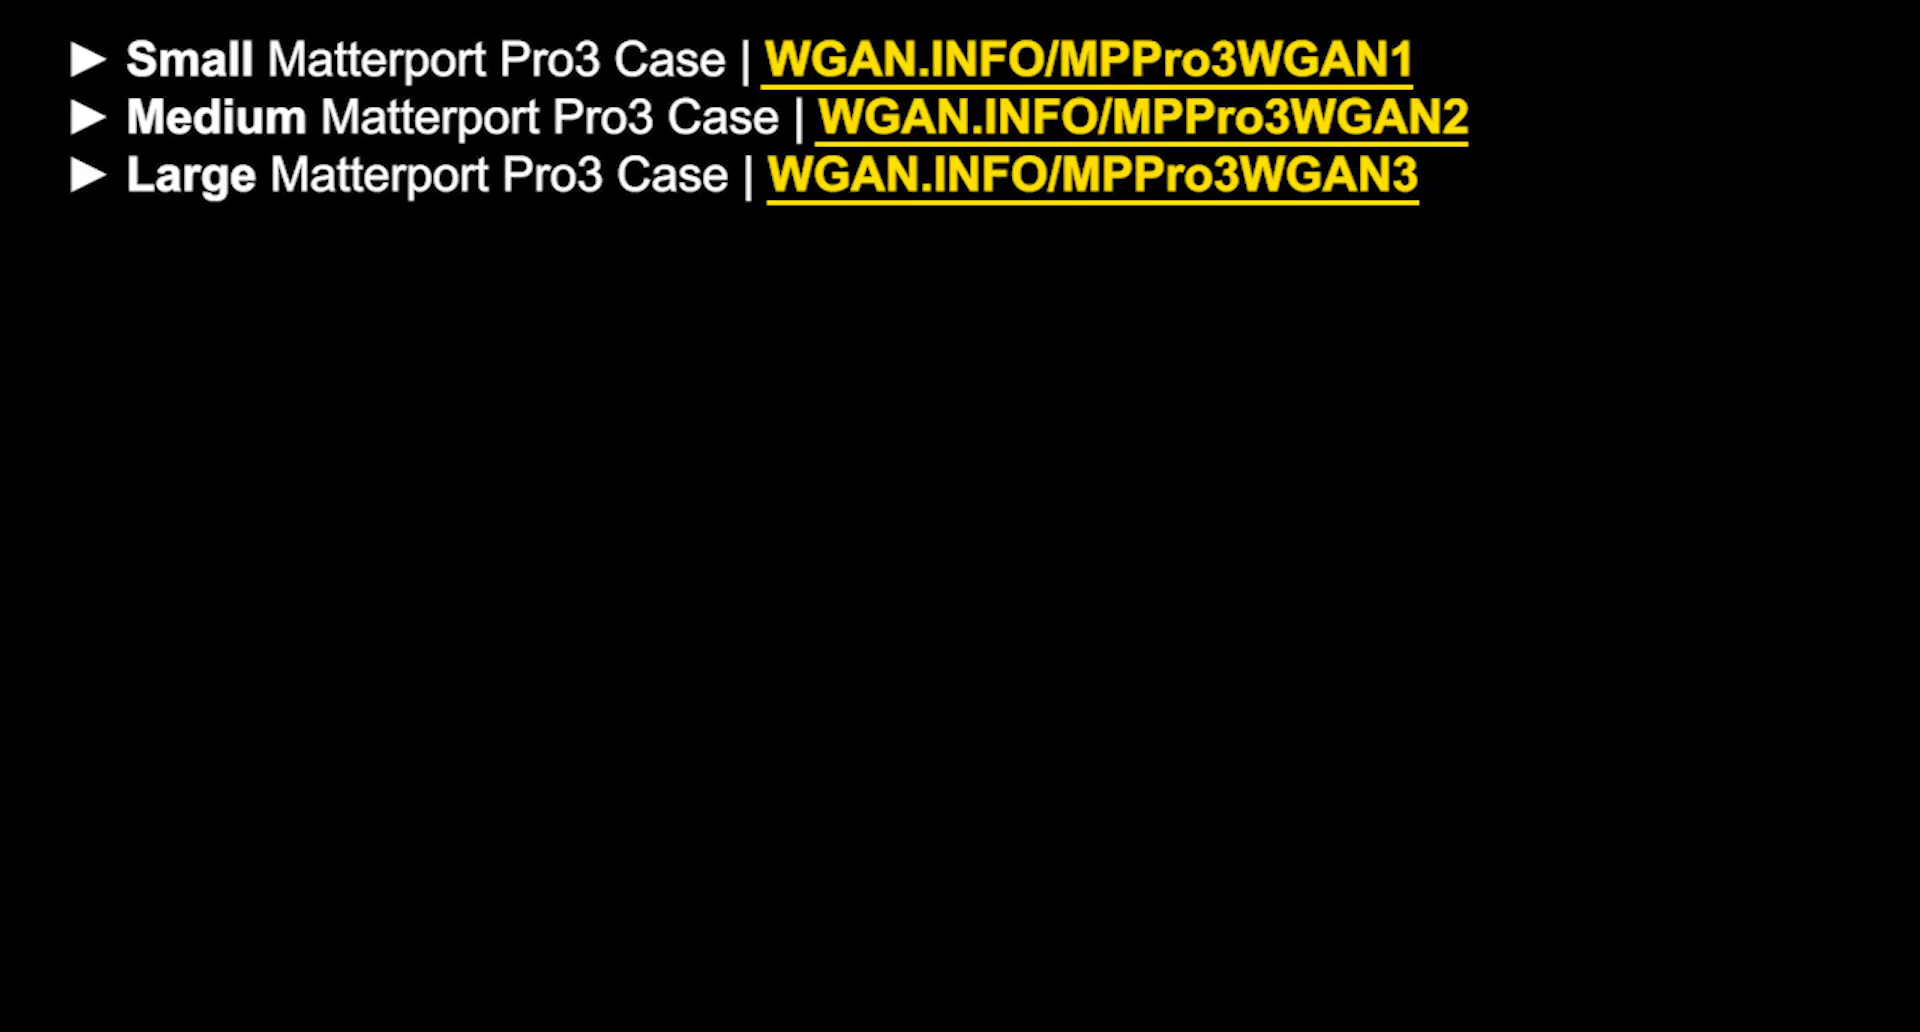 ► Small Matterport Pro3 Case | WGAN.INFO/MPPro3WGAN1
► Medium Matterport Pro3 Case | WGAN.INFO/MPPro3WGAN2
► Large Matterport Pro3 Case | WGAN.INFO/MPPro3WGAN3